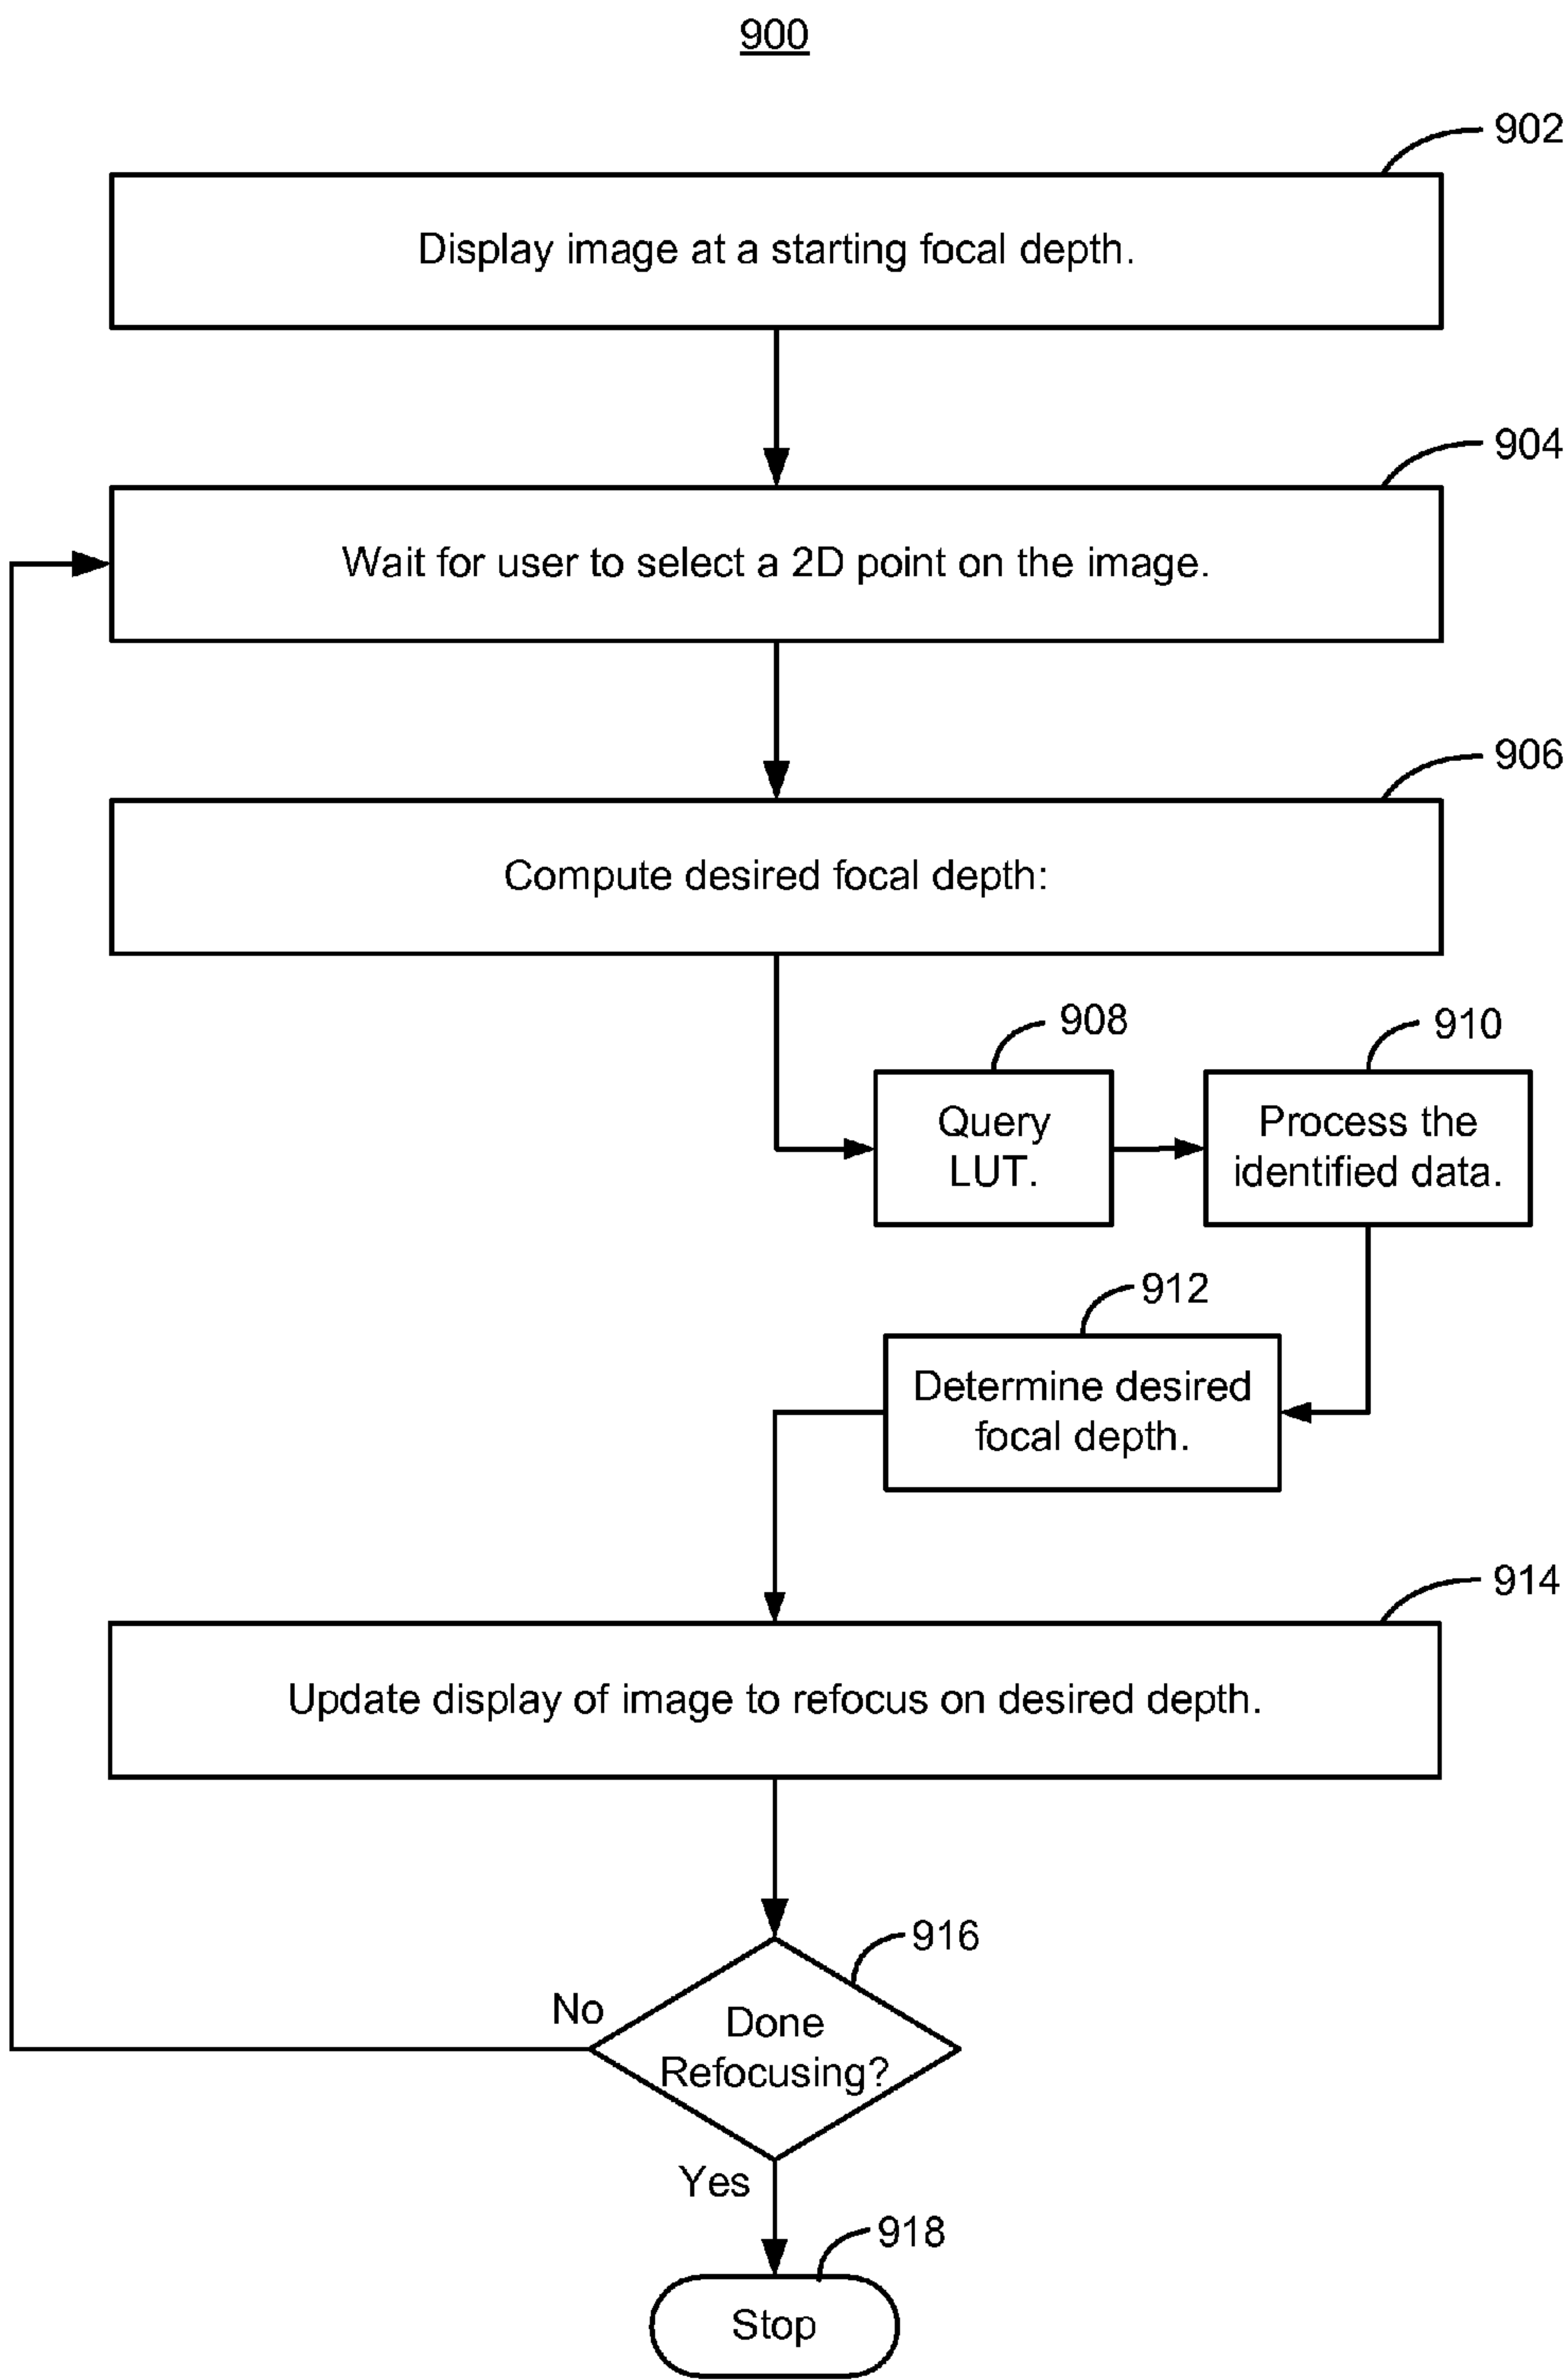 900
902
Display image at a starting focal depth.
904
Wait for user to select a 2D point on the image.
906
Compute desired focal depth:
908
910
Query
LUT.
Process the
identified data.
912
Determine desired
focal depth.
914
Update display of image to refocus on desired depth.
916
No
Done
Refocusing?
Yes
918
Stop